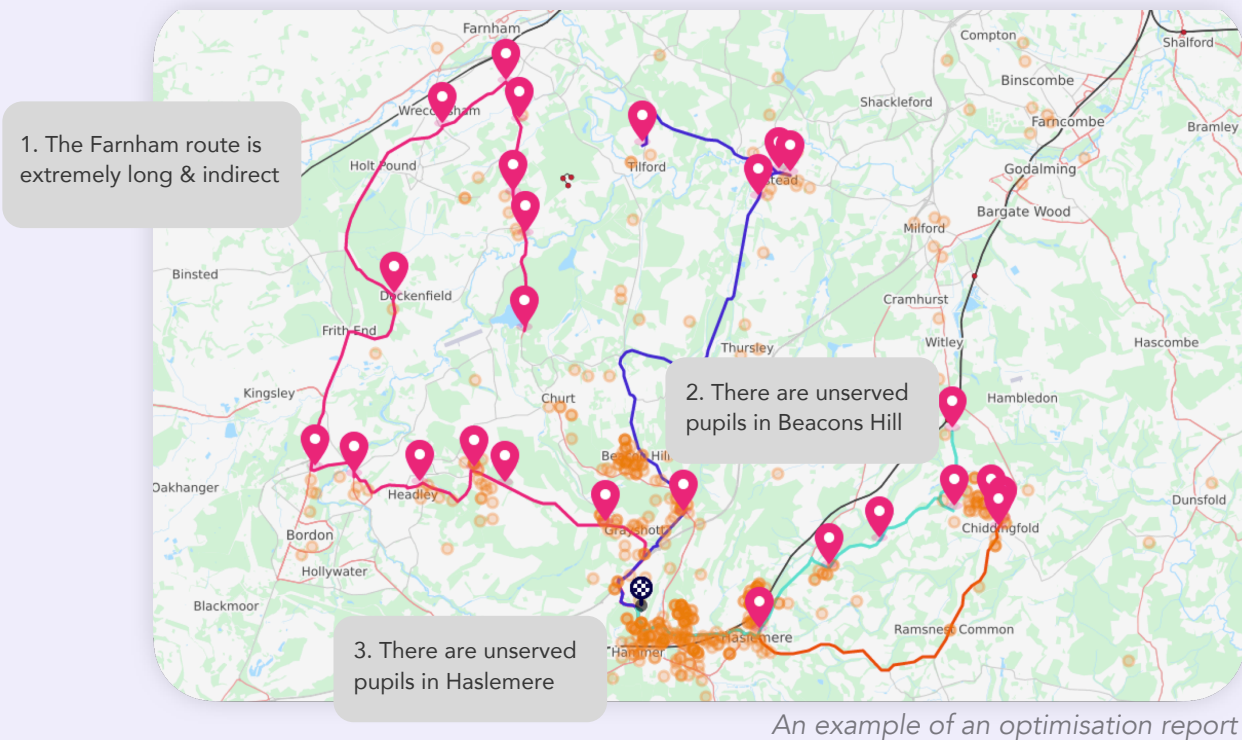 Farnham
Compton
Shalford
Binscombe
Shackleford
Farncombe
Bramley
1. The Farnham route is
extremely long & indirect
Holt Pound
Tilford
Godalming
Bargate Wood
Milford
Binsted
Dockenfield
Cramhurst
Frith End
Thursley
Witley
Hascombe
Kingsley
Churt
2. There are unserved
pupils in Beacons Hill
Hambledon
Oakhanger
Headley
Dunsfold
Grayshott
Chiddingfold
Bordon
Hollywater
Blackmoor
Ramsnest Common
Haslemere
Hammer
3. There are unserved
pupils in Haslemere
An example of an optimisation report